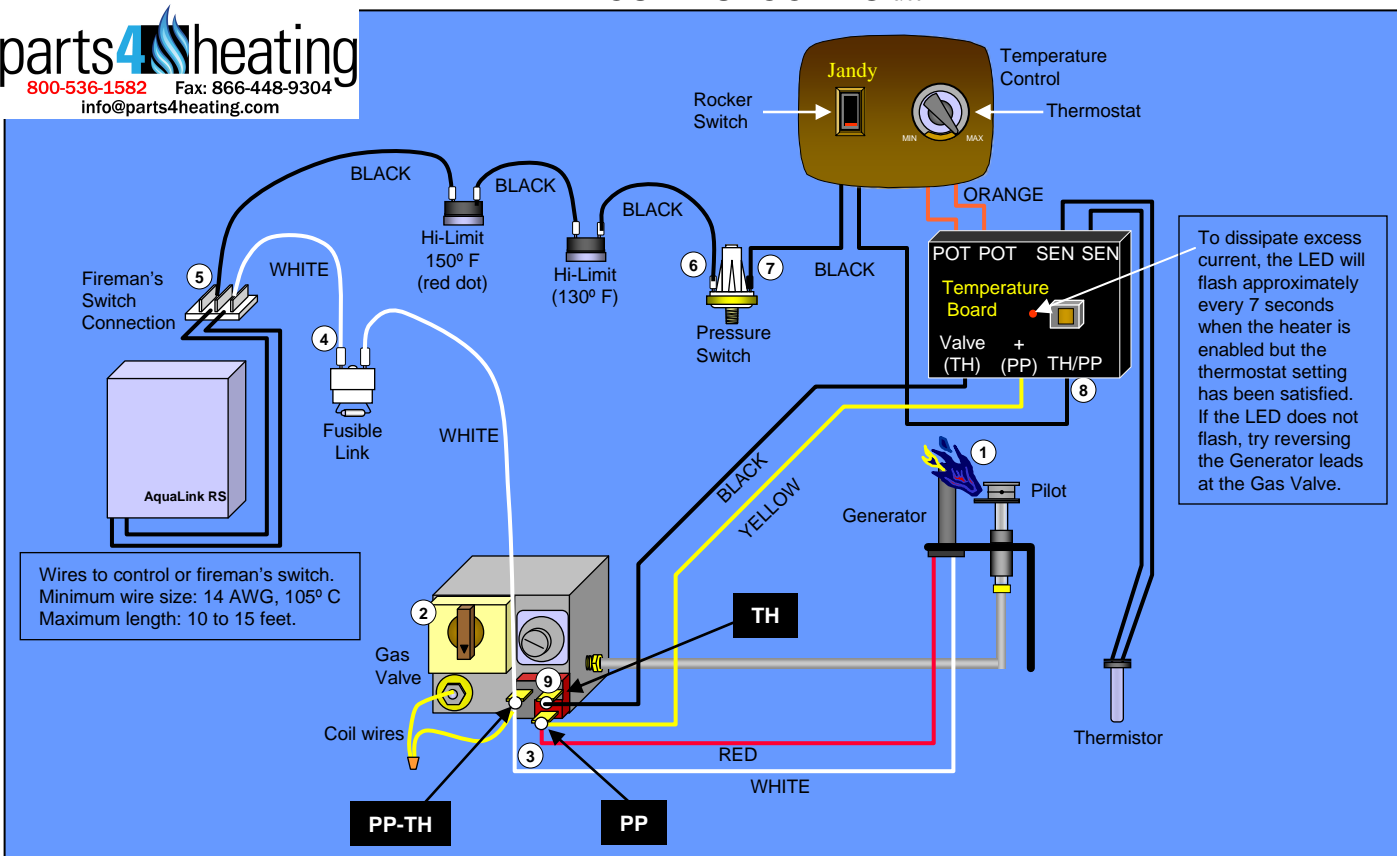 parts4heating
800-536-1582 Fax: 866-448-9304
info@parts4heating.com
Jandy
MIN
MAX
Temperature
Control
Rocker
Switch
Thermostat
BLACK
BLACK
BLACK
ORANGE
Hi-Limit
150º F
(red dot)
Hi-Limit
(130º F)
WHITE
5
Fireman's
Switch
Connection
6
7
BLACK
Pressure
Switch
4
Fusible
Link
WHITE
POT POT SEN SEN
Temperature
Board
Valve
(TH)
+
(PP)
TH/PP
8
To dissipate excess
current, the LED will
flash approximately
every 7 seconds
when the heater is
enabled but the
thermostat setting
has been satisfied.
If the LED does not
flash, try reversing
the Generator leads
at the Gas Valve.
AquaLink RS
BLACK
YELLOW
1
Pilot
Generator
Wires to control or fireman's switch.
Minimum wire size: 14 AWG, 105º C
Maximum length: 10 to 15 feet.
2
TH
Gas
Valve
9
Coil wires
3
RED
WHITE
Thermistor
PP-TH
PP